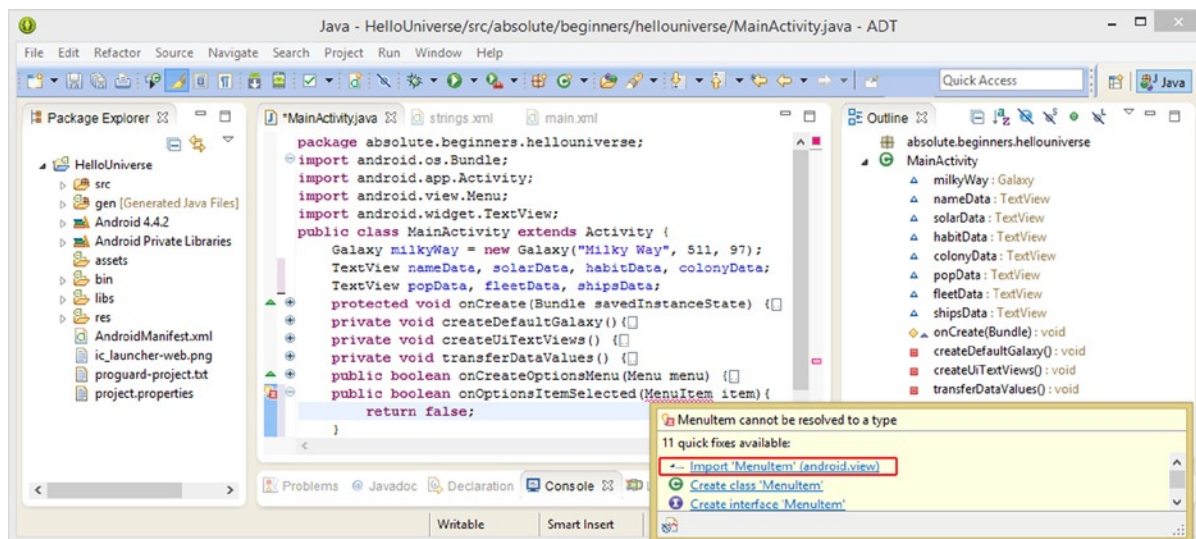 Java - HelloUniverse/src/absolute/beginners/hellouniverse/MainActivity.java - ADT
File Edit Refactor Source Navigate Search Project Run Window Help
Quick Access
Java
Package Explorer
HelloUniverse
src
gen [Generated Java Files]
Android 4.4.2
Android Private Libraries
assets
bin
libs
res
AndroidManifest.xml
ic_launcher-web.png
proguard-project.txt
project.properties
*MainActivity.java strings.xml main.xml
package absolute.beginners.hellouniverse;
import android.os.Bundle;
import android.app.Activity;
import android.view.Menu;
import android.widget.TextView;
public class MainActivity extends Activity {
Galaxy milkyWay = new Galaxy("Milky Way", 511, 97);
TextView nameData, solarData, habitData, colonyData;
TextView popData, fleetData, shipsData;
protected void onCreate(Bundle savedInstanceState) {
private void createDefaultGalaxy(){
private void createUiTextViews() {
private void transferDataValues() {
public boolean onCreateOptionsMenu(Menu menu) {
public boolean onOptionsItemSelected(MenuItem item){
return false;
}
Outline
absolute.beginners.hellouniverse
MainActivity
milkyWay : Galaxy
nameData : TextView
solarData : TextView
habitData : TextView
colonyData : TextView
popData : TextView
fleetData : TextView
shipsData : TextView
onCreate(Bundle) : void
createDefaultGalaxy() : void
createUiTextViews() : void
transferDataValues() : void
MenuItem cannot be resolved to a type
11 quick fixes available:
Import 'MenuItem' (android.view)
Create class 'MenuItem'
Create interface 'MenuItem'
Problems @ Javadoc Declaration Console
Writable Smart Insert